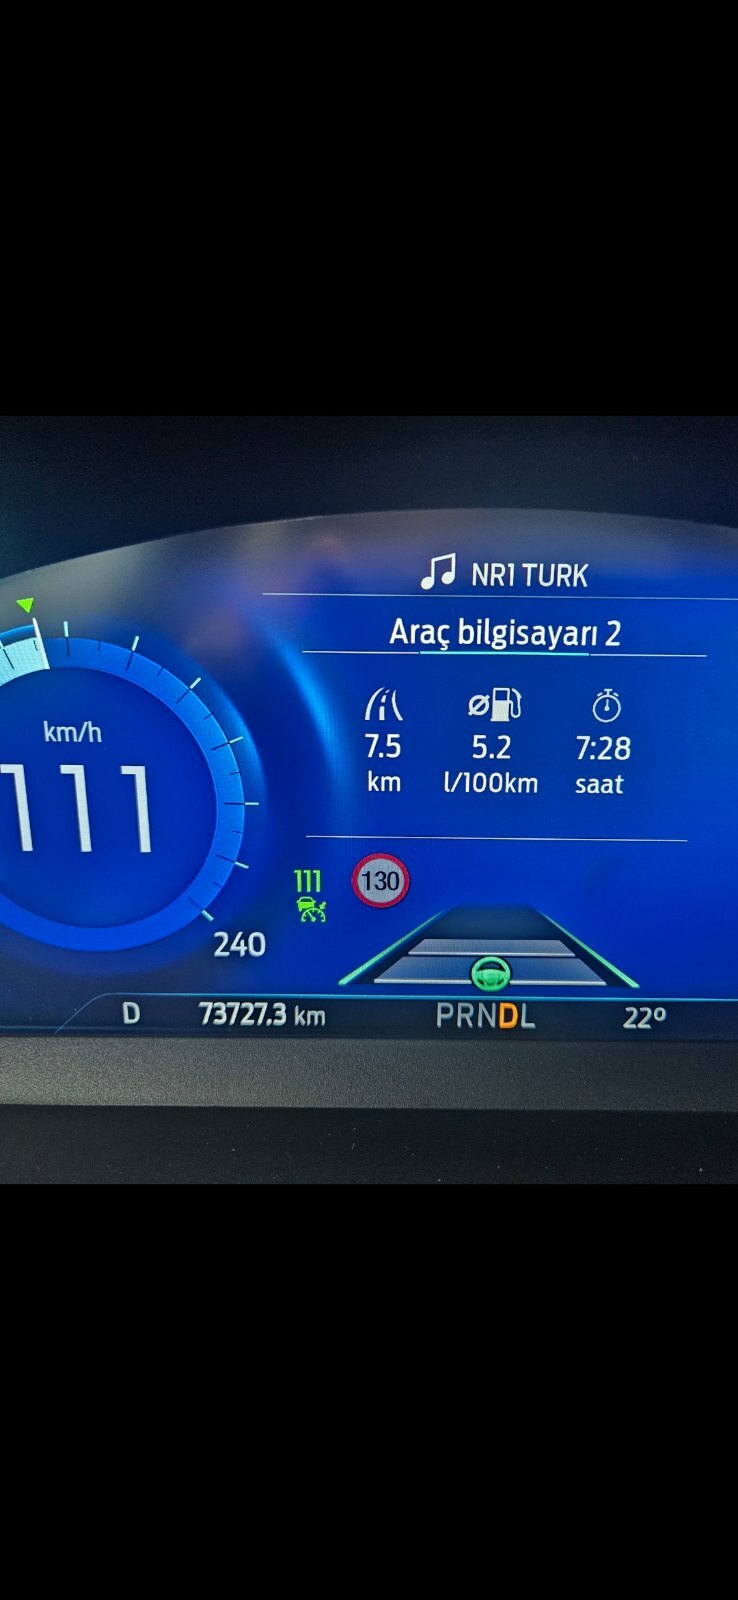 NR1 TURK
Araç bilgisayarı 2
7.5 5.2 7:28
km l/100km saat
km/h
111
111 130
240
D 73727.3 km PRNDL 22º